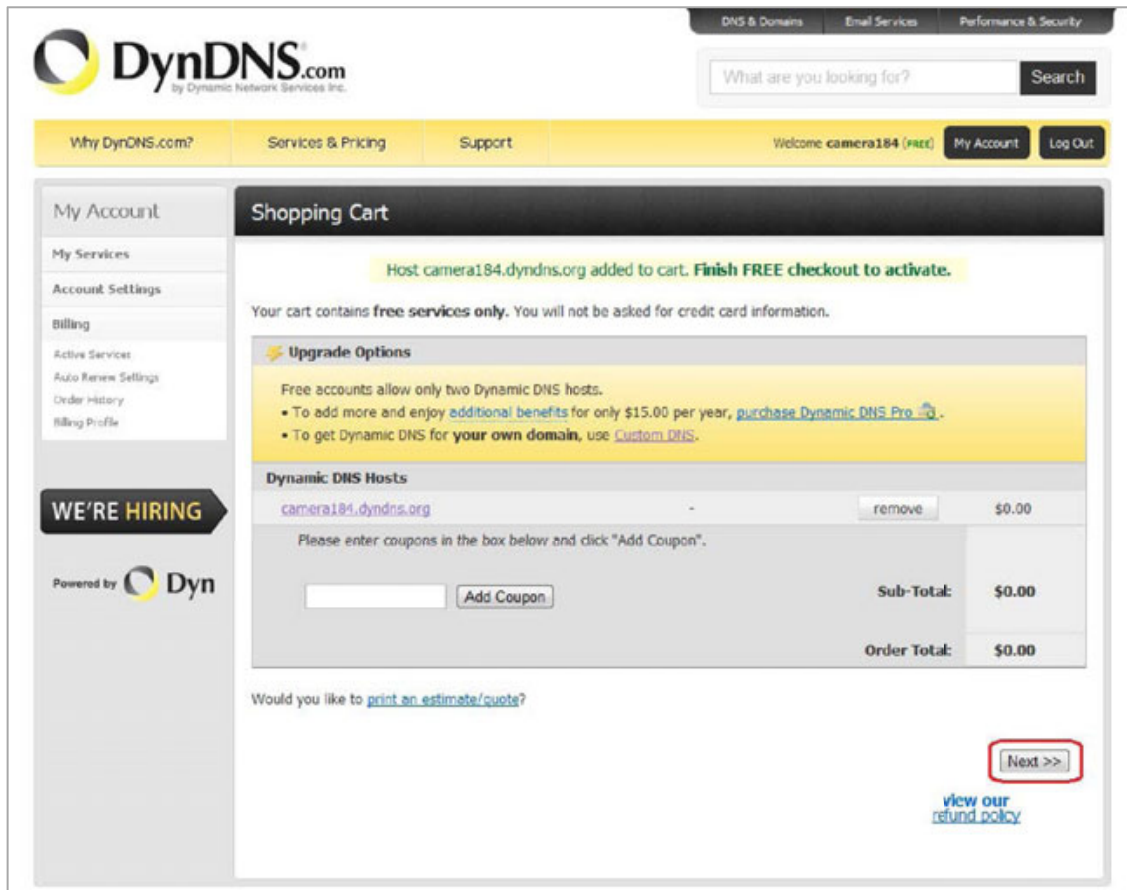 DNS & Domains Email Services Performance & Security
DynDNS.com
by Dynamic Network Services Inc.
What are you looking for? Search
Why DynDNS.com? Services & Pricing Support Welcome camera184 (FREE) My Account Log Out
My Account
My Services
Account Settings
Billing
Active Services
Auto Renew Settings
Order History
Billing Profile
WE'RE HIRING
Powered by Dyn
Shopping Cart
Host camera184.dyndns.org added to cart. Finish FREE checkout to activate.
Your cart contains free services only. You will not be asked for credit card information.
Upgrade Options
Free accounts allow only two Dynamic DNS hosts.
• To add more and enjoy additional benefits for only $15.00 per year, purchase Dynamic DNS Pro.
• To get Dynamic DNS for your own domain, use Custom DNS.
Dynamic DNS Hosts
camera184.dyndns.org - remove $0.00
Please enter coupons in the box below and click "Add Coupon".
Add Coupon Sub-Total: $0.00
Order Total: $0.00
Would you like to print an estimate/quote?
Next >>
view our
refund policy